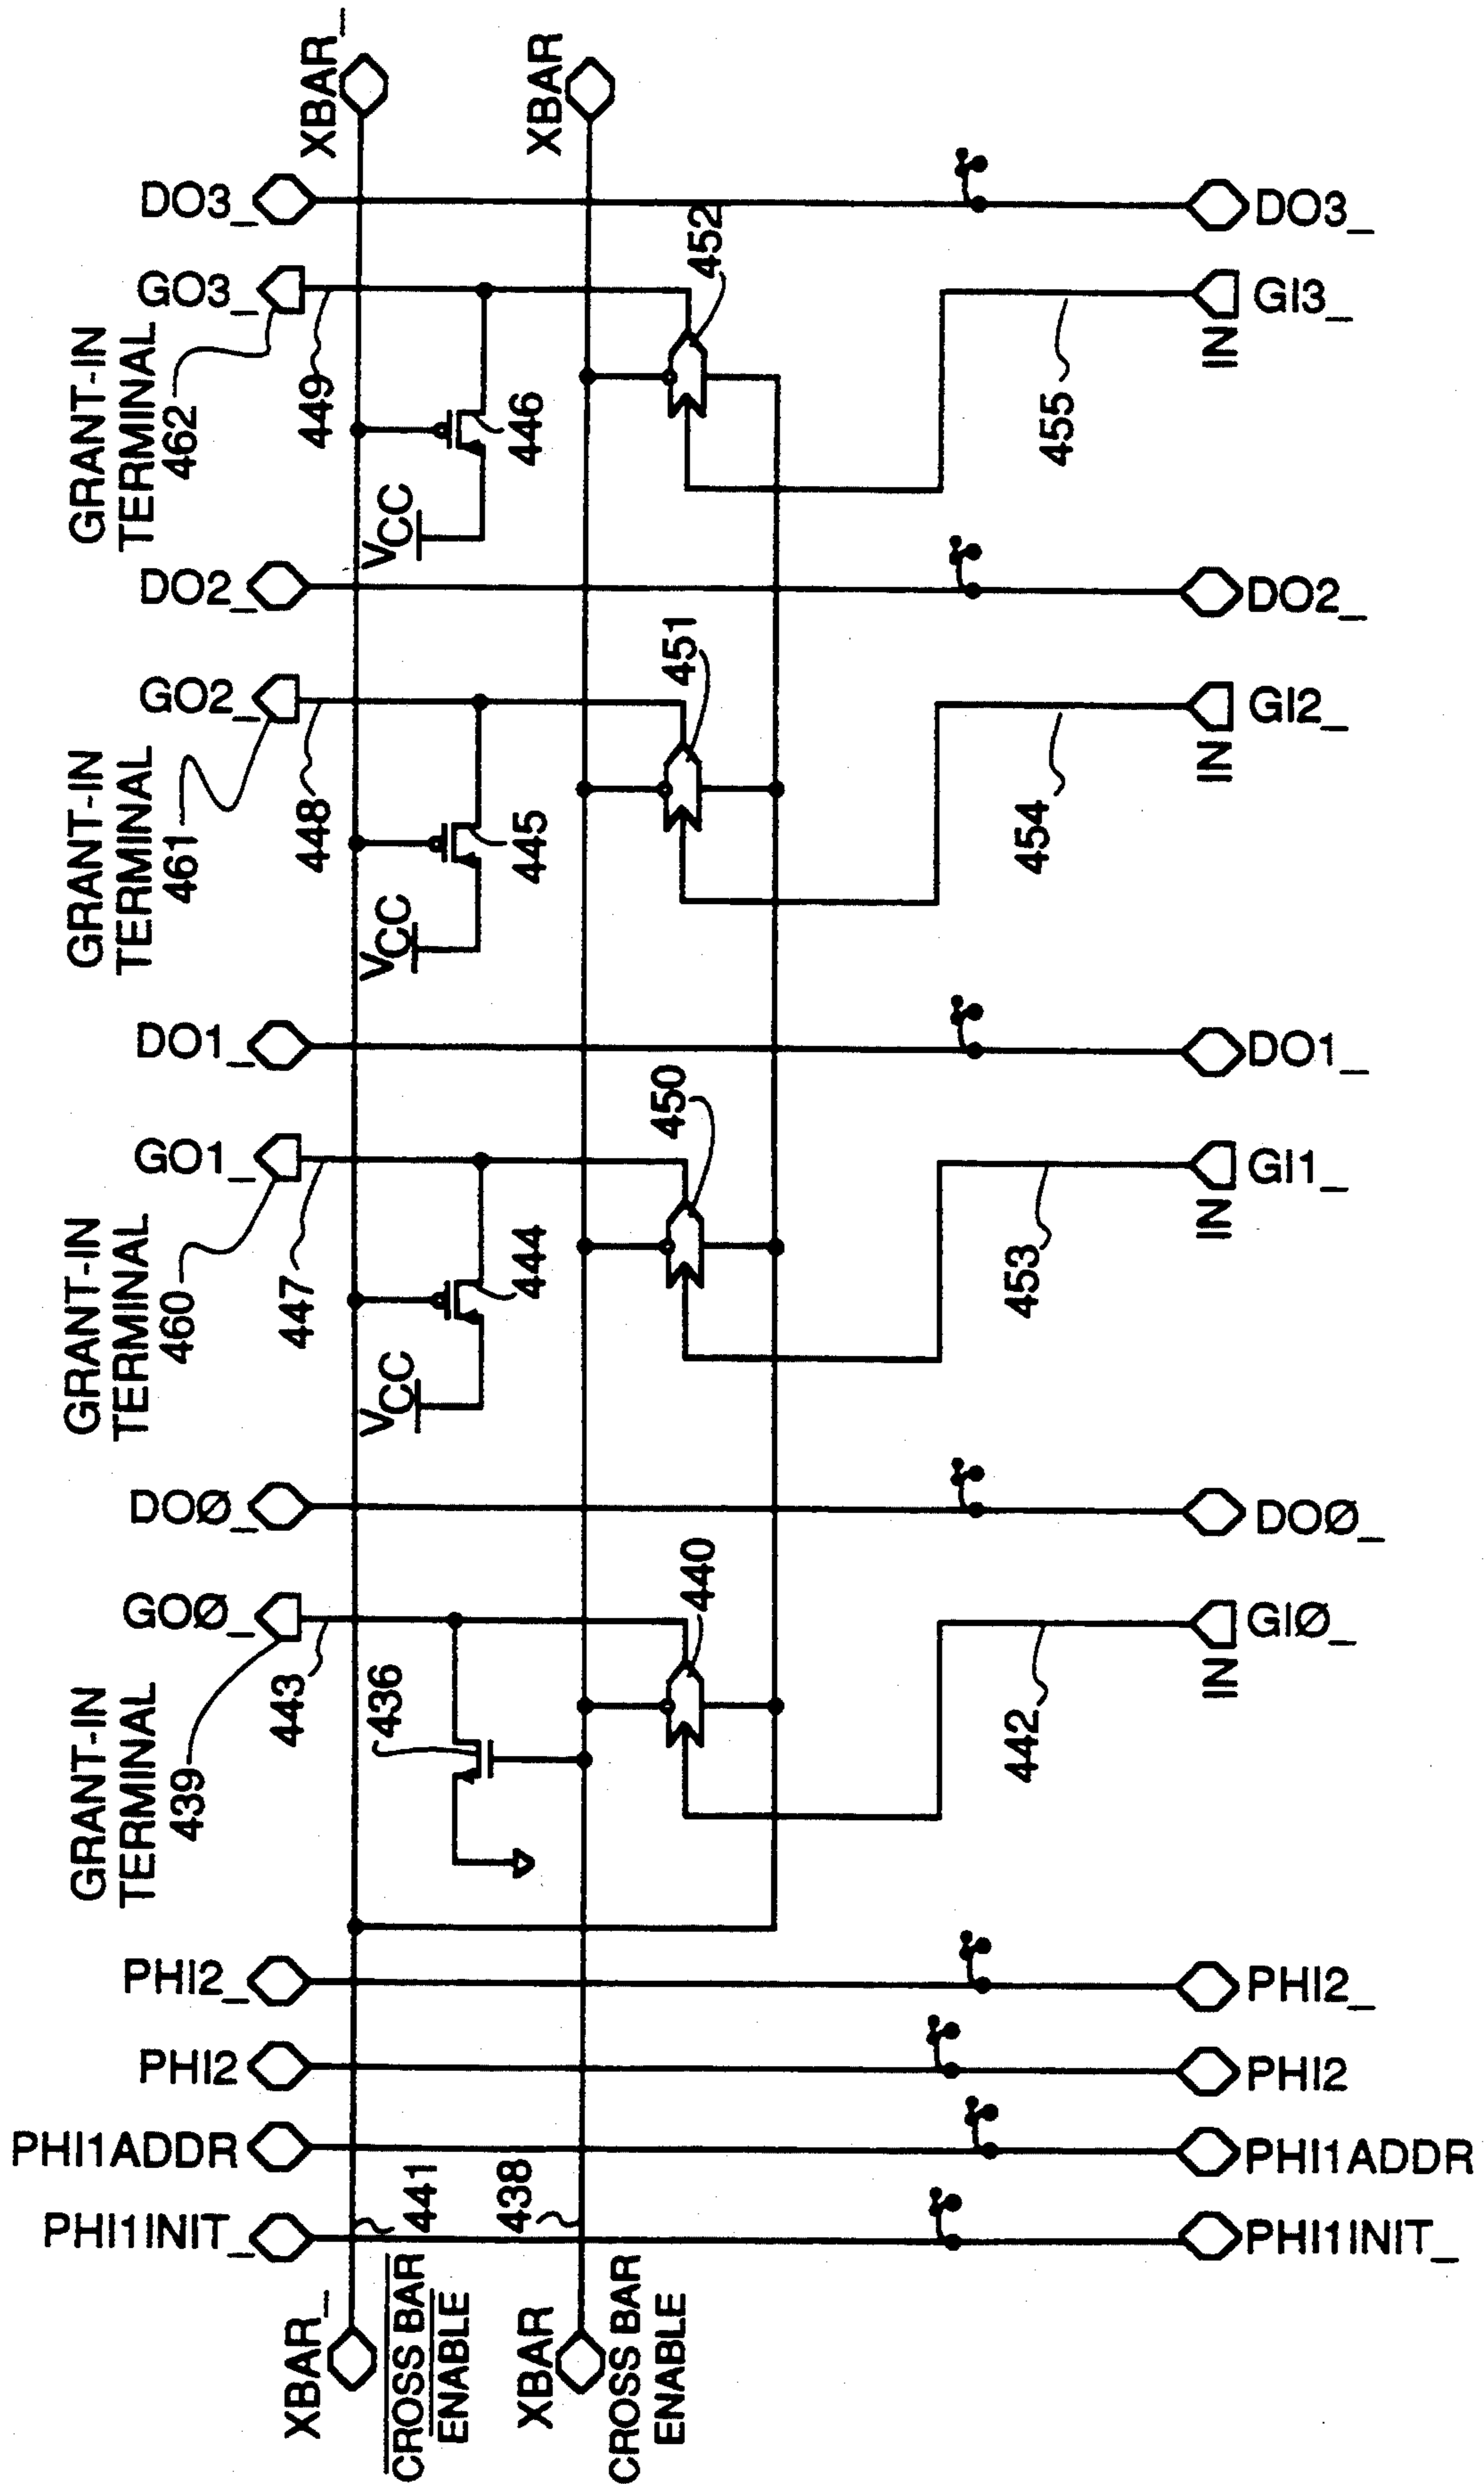 XBAR_
XBAR
DO3_
GO3_
GRANT-IN
TERMINAL
462
449
446
VCC
452
455
DO3_
GI3_
IN
DO2_
GO2_
GRANT-IN
TERMINAL
461
448
445
VCC
451
454
DO2_
GI2_
IN
DO1_
GO1_
GRANT-IN
TERMINAL
460
447
444
VCC
450
453
DO1_
GI1_
IN
DOØ_
GOØ_
GRANT-IN
TERMINAL
439
443
436
440
442
DOØ_
GIØ_
IN
PHI2_
PHI2_
PHI2
PHI2
PHI1ADDR
PHI1ADDR
PHI1INIT_
PHI1INIT_
441
438
XBAR_
CROSS BAR
ENABLE
XBAR
CROSS BAR
ENABLE